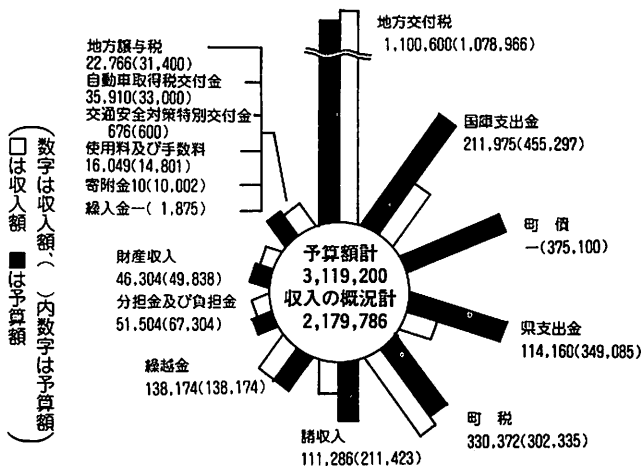 地方交付税
1,100,600(1,078,966)
地方譲与税
22,766(31,400)
自動車取得税交付金
35,910(33,000)
交通安全対策特別交付金
676(600)
使用料及び手数料
16,049(14,801)
寄附金10(10,002)
繰入金ー( 1,875)
国庫支出金
211,975(455,297)
町 債
ー(375,100)
県支出金
114,160(349,085)
町 税
330,372(302,335)
諸収入
111,286(211,423)
繰越金
138,174(138,174)
分担金及び負担金
51,504(67,304)
財産収入
46,304(49,838)
予算額計
3,119,200
収入の概況計
2,179,786
(数字は収入額、( )内数字は予算額
□は収入額 ■は予算額)